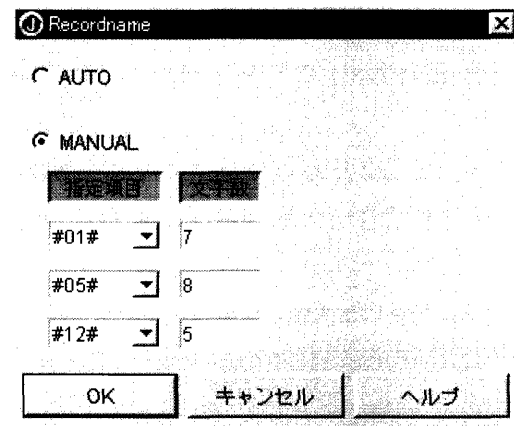 Recordname
AUTO
MANUAL
指定項目 文字数
#01# 7
#05# 8
#12# 5
OK キャンセル ヘルプ